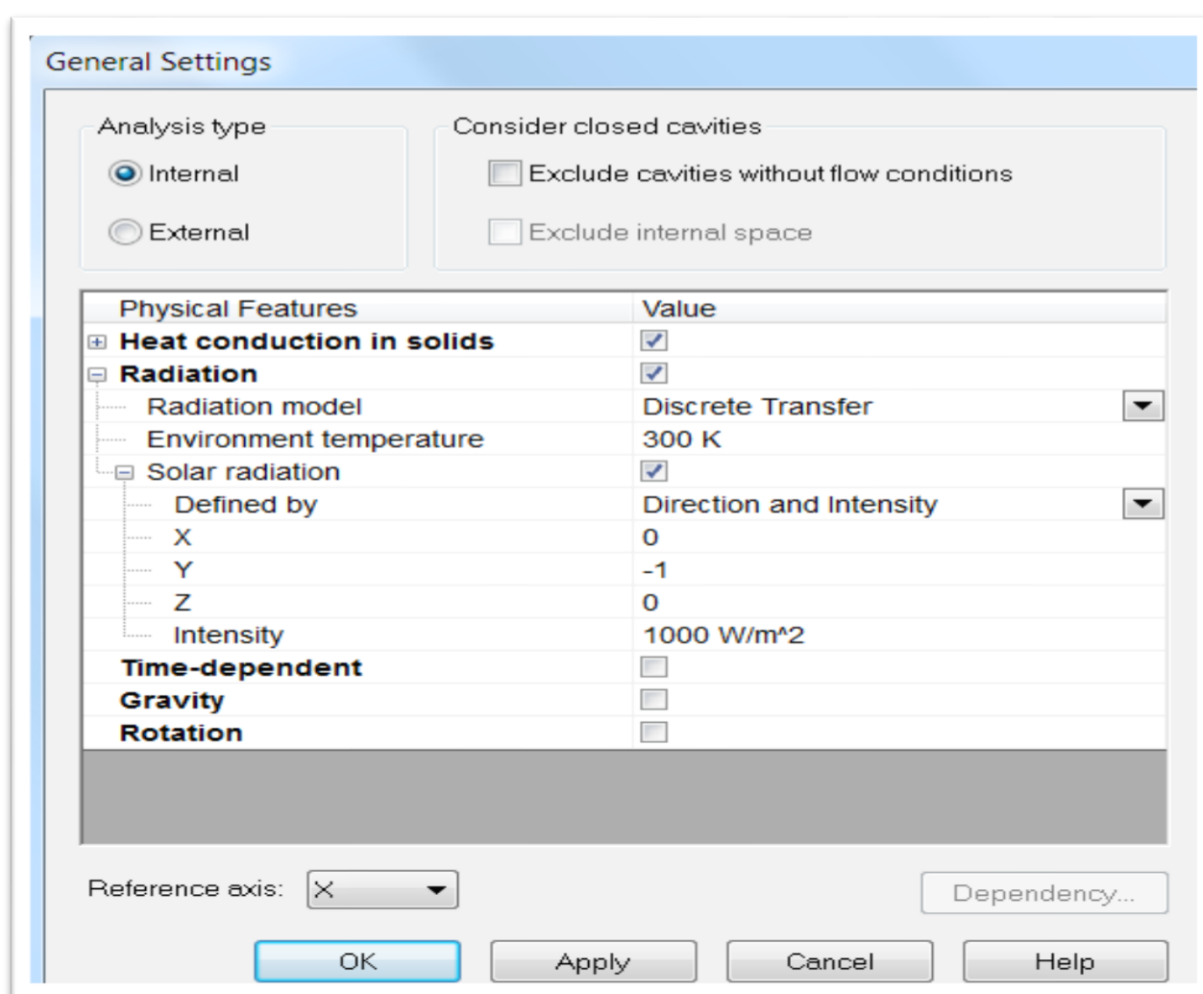 General Settings
Analysis type
Consider closed cavities
Internal
Exclude cavities without flow conditions
External
Exclude internal space
Physical Features Value
Heat conduction in solids
Radiation
Radiation model Discrete Transfer
Environment temperature 300 K
Solar radiation
Defined by Direction and Intensity
X 0
Y -1
Z 0
Intensity 1000 W/m^2
Time-dependent
Gravity
Rotation
Reference axis: X
Dependency...
OK Apply Cancel Help